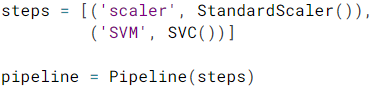 steps = [('scaler', StandardScaler()),
         ('SVM', SVC())]

pipeline = Pipeline(steps)